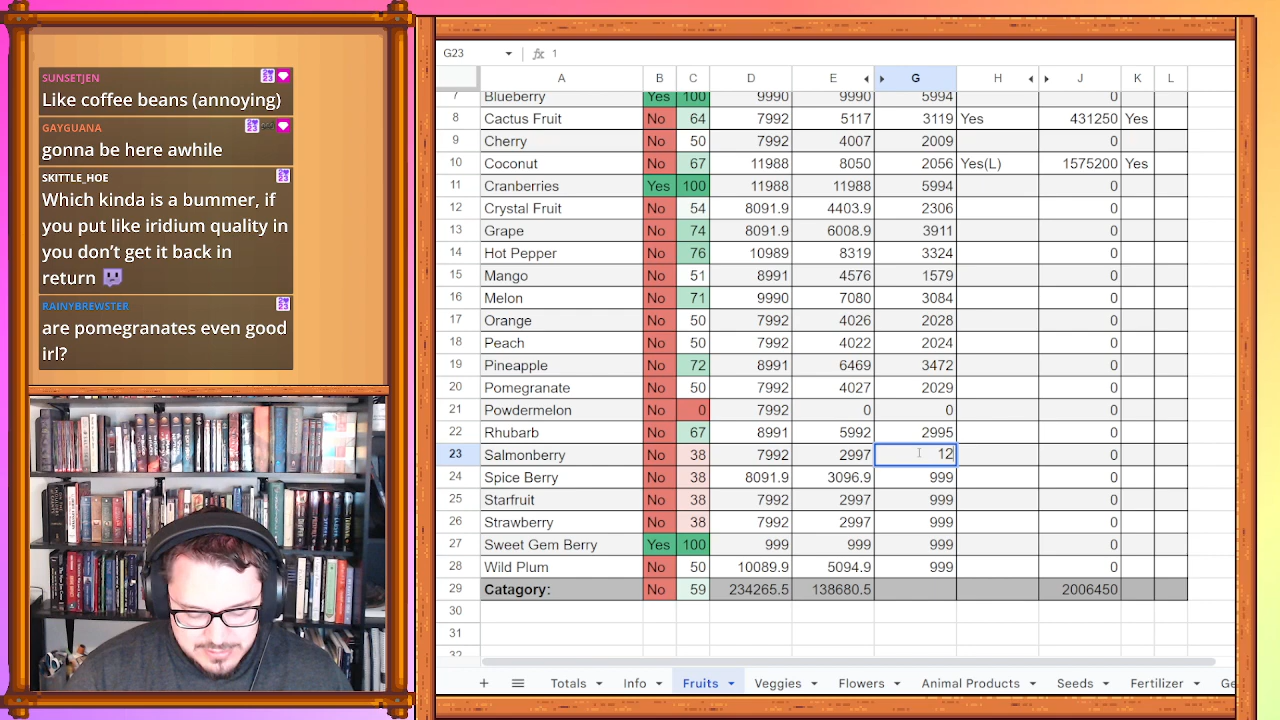 SUNSETJEN
Like coffee beans (annoying)
GAYGUANA
gonna be here awhile
SKITTLE_HOE
Which kinda is a bummer, if
you put like iridium quality in
you don't get it back in
return
RAINYBREWSTER
are pomegranates even good
irl?
G23 fx 1
A B C D E G H J K L
7 Blueberry Yes 100 9990 9990 5994 0
8 Cactus Fruit No 64 7992 5117 3119 Yes 431250 Yes
9 Cherry No 50 7992 4007 2009 0
10 Coconut No 67 11988 8050 2056 Yes(L) 1575200 Yes
11 Cranberries Yes 100 11988 11988 5994 0
12 Crystal Fruit No 54 8091.9 4403.9 2306 0
13 Grape No 74 8091.9 6008.9 3911 0
14 Hot Pepper No 76 10989 8319 3324 0
15 Mango No 51 8991 4576 1579 0
16 Melon No 71 9990 7080 3084 0
17 Orange No 50 7992 4026 2028 0
18 Peach No 50 7992 4022 2024 0
19 Pineapple No 72 8991 6469 3472 0
20 Pomegranate No 50 7992 4027 2029 0
21 Powdermelon No 0 7992 0 0 0
22 Rhubarb No 67 8991 5992 2995 0
23 Salmonberry No 38 7992 2997 12 0
24 Spice Berry No 38 8091.9 3096.9 999 0
25 Starfruit No 38 7992 2997 999 0
26 Strawberry No 38 7992 2997 999 0
27 Sweet Gem Berry Yes 100 999 999 999 0
28 Wild Plum No 50 10089.9 5094.9 999 0
29 Catagory: No 59 234265.5 138680.5 2006450
30
31
32
+ Totals Info Fruits Veggies Flowers Animal Products Seeds Fertilizer Ge